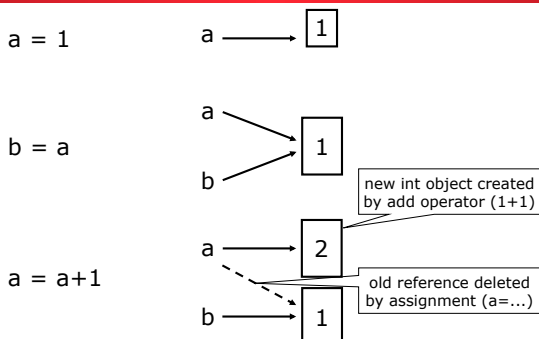 a = 1
a
1
b = a
a
b
1
new int object created
by add operator (1+1)
a = a+1
a
2
old reference deleted
by assignment (a=...)
b
1